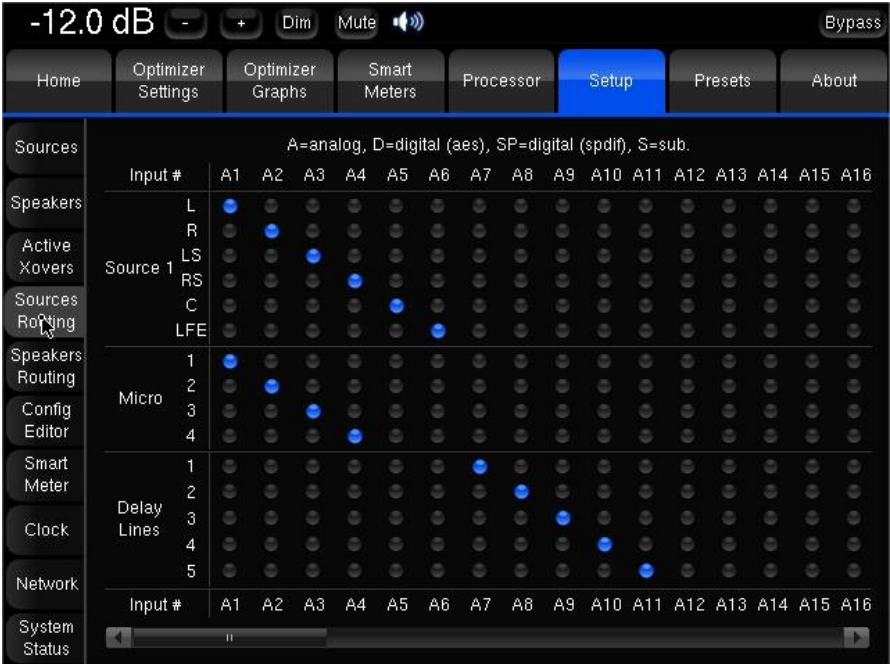 -12.0 dB - + Dim Mute Bypass
Home Optimizer Settings Optimizer Graphs Smart Meters Processor Setup Presets About
Sources
Speakers
Active
Xovers
Sources
Routing
Speakers
Routing
Config
Editor
Smart
Meter
Clock
Network
System
Status
A=analog, D=digital (aes), SP=digital (spdif), S=sub.
Input # A1 A2 A3 A4 A5 A6 A7 A8 A9 A10 A11 A12 A13 A14 A15 A16
Source 1
L
R
LS
RS
C
LFE
Micro
1
2
3
4
Delay
Lines
1
2
3
4
5
Input # A1 A2 A3 A4 A5 A6 A7 A8 A9 A10 A11 A12 A13 A14 A15 A16